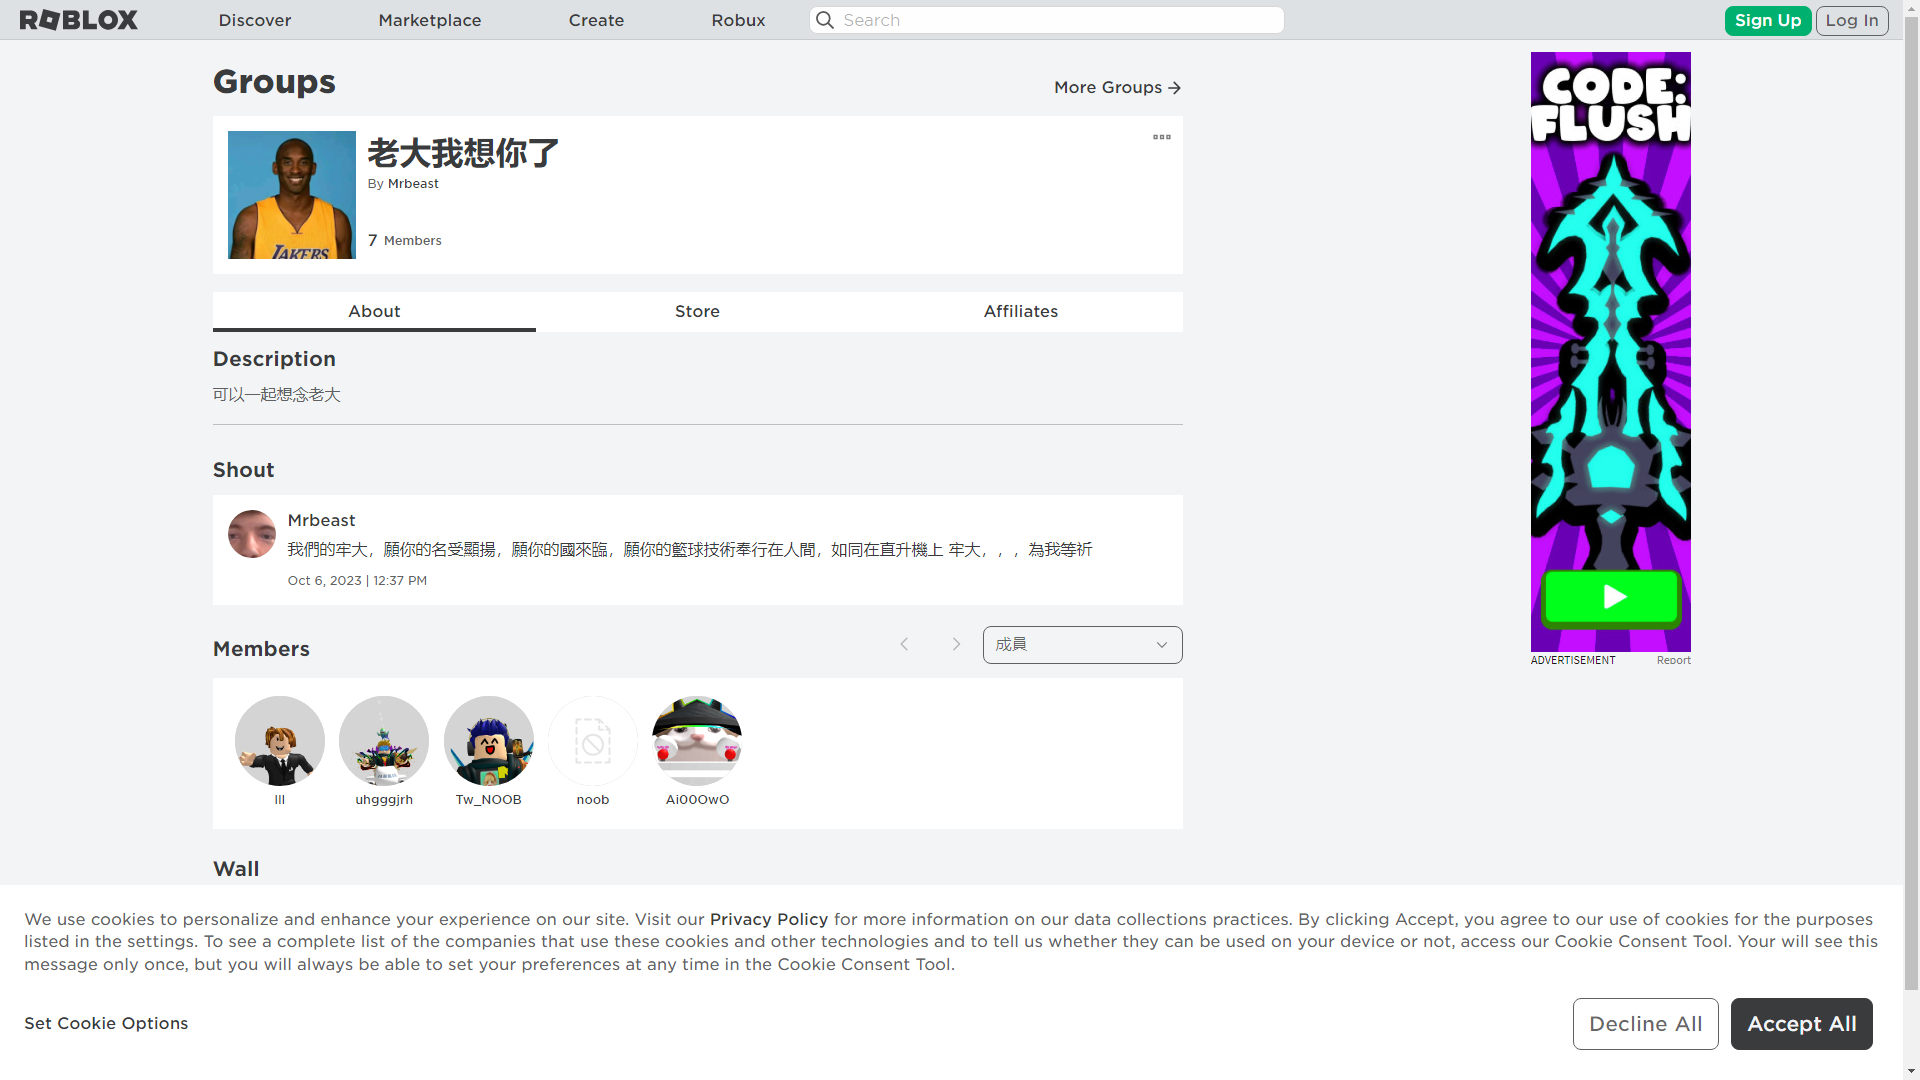 ROBLOX
Discover
Marketplace
Create
Robux
Search
Sign Up
Log In
Groups
More Groups
老大我想你了
By Mrbeast
7 Members
LAKERS
About
Store
Affiliates
Description
可以一起想念老大
Shout
Mrbeast
我們的牢大，願你的名受顯揚，願你的國來臨，願你的籃球技術奉行在人間，如同在直升機上 牢大，，，為我等祈
Oct 6, 2023 | 12:37 PM
Members
成員
lll
uhgggjrh
Tw_NOOB
noob
Ai00OwO
Wall
CODE:
FLUSH
ADVERTISEMENT
Report
We use cookies to personalize and enhance your experience on our site. Visit our Privacy Policy for more information on our data collections practices. By clicking Accept, you agree to our use of cookies for the purposes
listed in the settings. To see a complete list of the companies that use these cookies and other technologies and to tell us whether they can be used on your device or not, access our Cookie Consent Tool. Your will see this
message only once, but you will always be able to set your preferences at any time in the Cookie Consent Tool.
Set Cookie Options
Decline All
Accept All